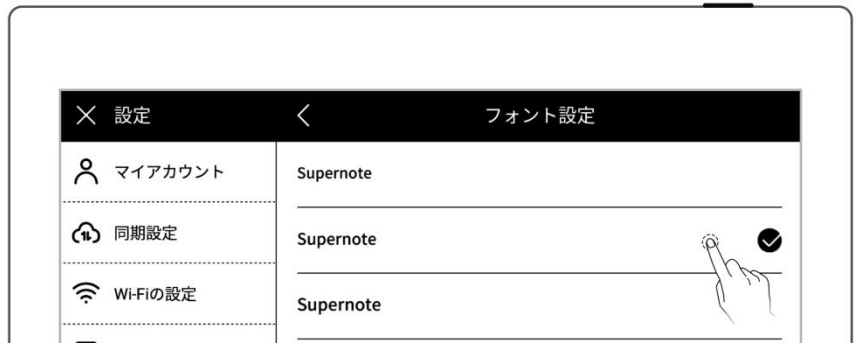 設定
フォント設定
マイアカウント
同期設定
Wi-Fiの設定
Supernote
Supernote
Supernote